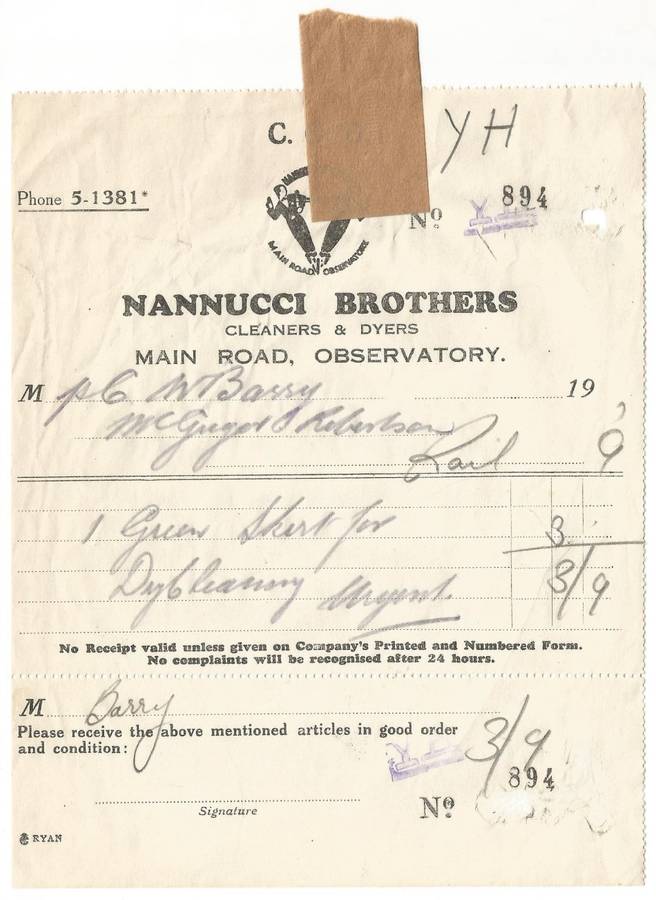 C.
YH
Phone 5-1381*
Nº 894
MAIN ROAD, OBSERVATORY
NANNUCCI BROTHERS
CLEANERS & DYERS
MAIN ROAD, OBSERVATORY.
M p C W Barry 19
McGregor Robertson
Rail 9
1 Green Skirt for 3
DryCleaning Urgent. 3/9
No Receipt valid unless given on Company's Printed and Numbered Form.
No complaints will be recognised after 24 hours.
M Barry
Please receive the above mentioned articles in good order
and condition:
3/9
Nº 894
Signature
RYAN